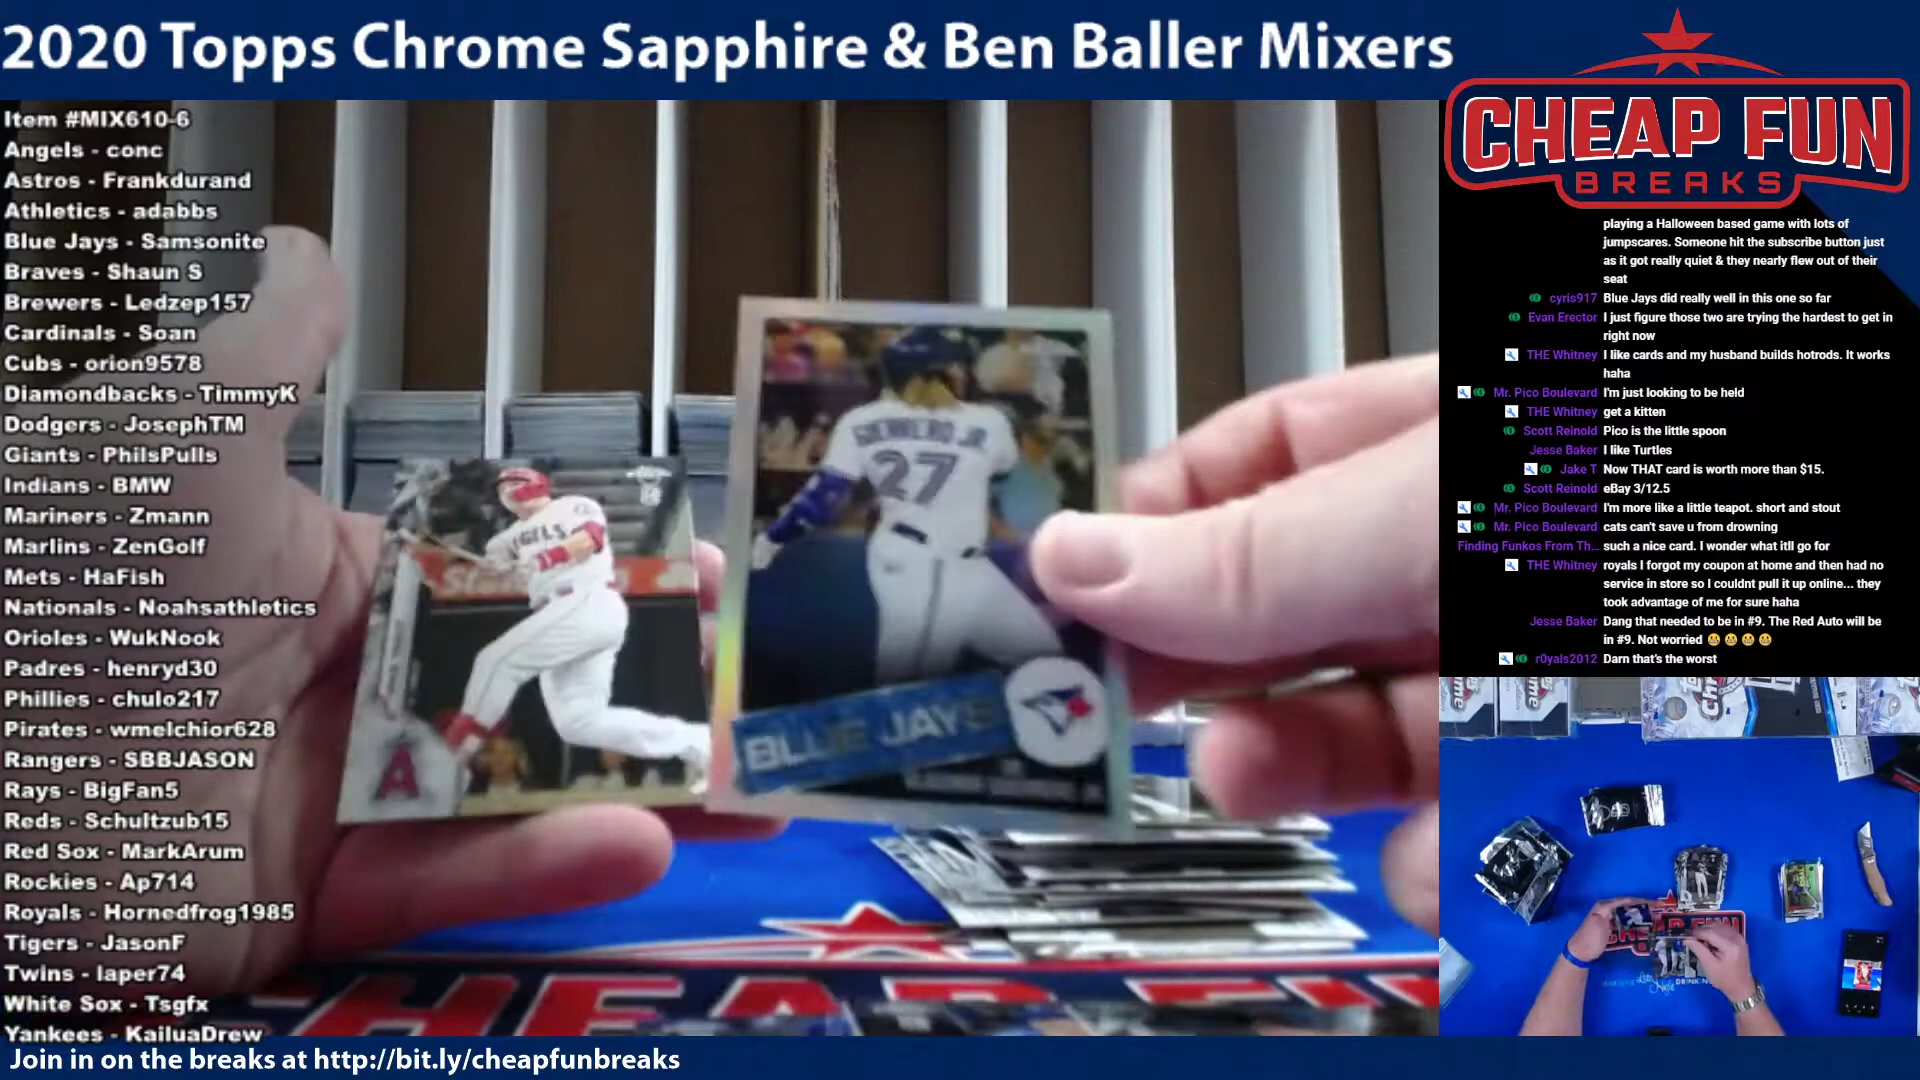 2020 Topps Chrome Sapphire & Ben Baller Mixers
CHEAP FUN
BREAKS
Item #MIX610-6
Angels - conc
Astros - Frankdurand
Athletics - adabbs
Blue Jays - Samsonite
Braves - Shaun S
Brewers - Ledzep157
Cardinals - Soan
Cubs - orion9578
Diamondbacks - TimmyK
Dodgers - JosephTM
Giants - PhilsPulls
Indians - BMW
Mariners - Zmann
Marlins - ZenGolf
Mets - HaFish
Nationals - Noahsathletics
Orioles - WukNook
Padres - henryd30
Phillies - chulo217
Pirates - wmelchior628
Rangers - SBBJASON
Rays - BigFan5
Reds - Schultzub15
Red Sox - MarkArum
Rockies - Ap714
Royals - Hornedfrog1985
Tigers - JasonF
Twins - laper74
White Sox - Tsgfx
Yankees - KailuaDrew
ANGELS
A
GUERRERO JR.
27
BLUE JAYS
playing a Halloween based game with lots of
jumpscares. Someone hit the subscribe button just
as it got really quiet & they nearly flew out of their
seat
cyris917 Blue Jays did really well in this one so far
Evan Erector I just figure those two are trying the hardest to get in
right now
THE Whitney I like cards and my husband builds hotrods. It works
haha
Mr. Pico Boulevard I'm just looking to be held
THE Whitney get a kitten
Scott Reinold Pico is the little spoon
Jesse Baker I like Turtles
Jake T Now THAT card is worth more than $15.
Scott Reinold eBay 3/12.5
Mr. Pico Boulevard I'm more like a little teapot. short and stout
Mr. Pico Boulevard cats can't save u from drowning
Finding Funkos From Th... such a nice card. I wonder what itll go for
THE Whitney royals I forgot my coupon at home and then had no
service in store so I couldnt pull it up online... they
took advantage of me for sure haha
Jesse Baker Dang that needed to be in #9. The Red Auto will be
in #9. Not worried
r0yals2012 Darn that's the worst
CHEAP FUN
Join in on the breaks at http://bit.ly/cheapfunbreaks